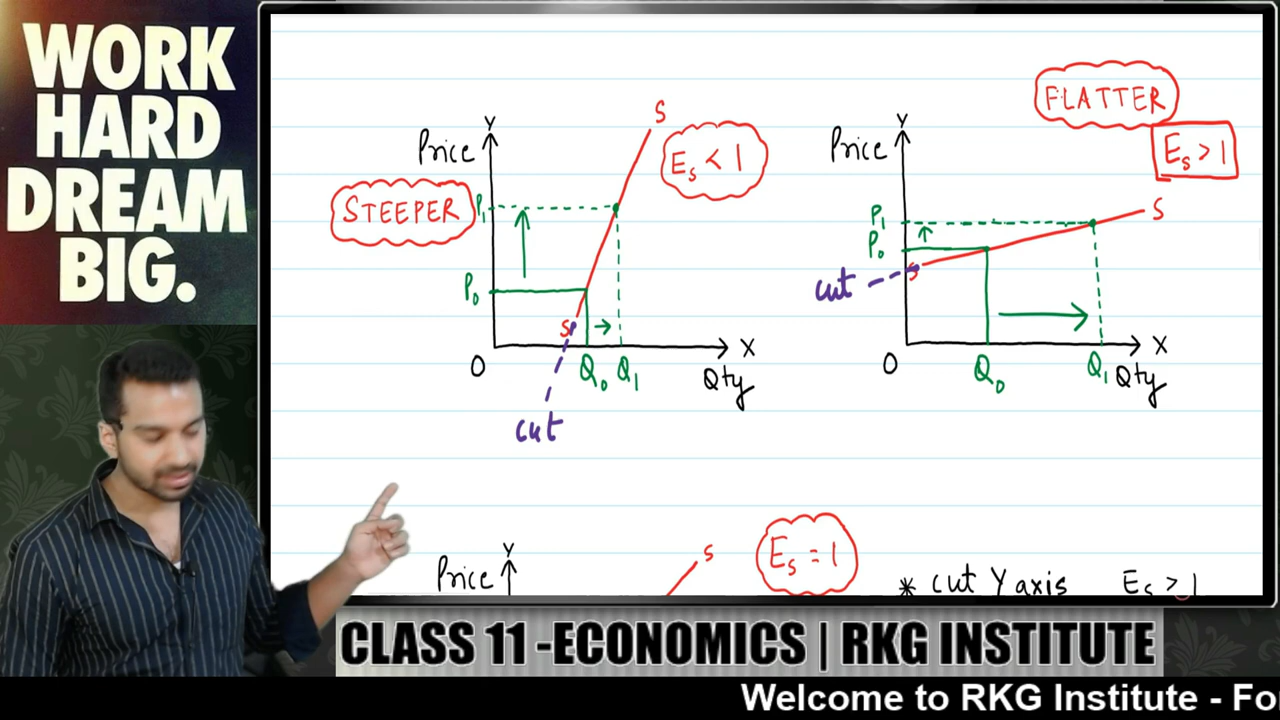 WORK
HARD
DREAM
BIG.
Y
Price
S
Es < 1
STEEPER
P1
P0
S
O
Q0 Q1
X
Qty
cut
FLATTER
Es > 1
Y
Price
P1
P0
S
S
cut
O
Q0
Q1
X
Qty
Y
Price
s
Es = 1
* cut Y axis Es > 1
CLASS 11 -ECONOMICS | RKG INSTITUTE
Welcome to RKG Institute - Fo